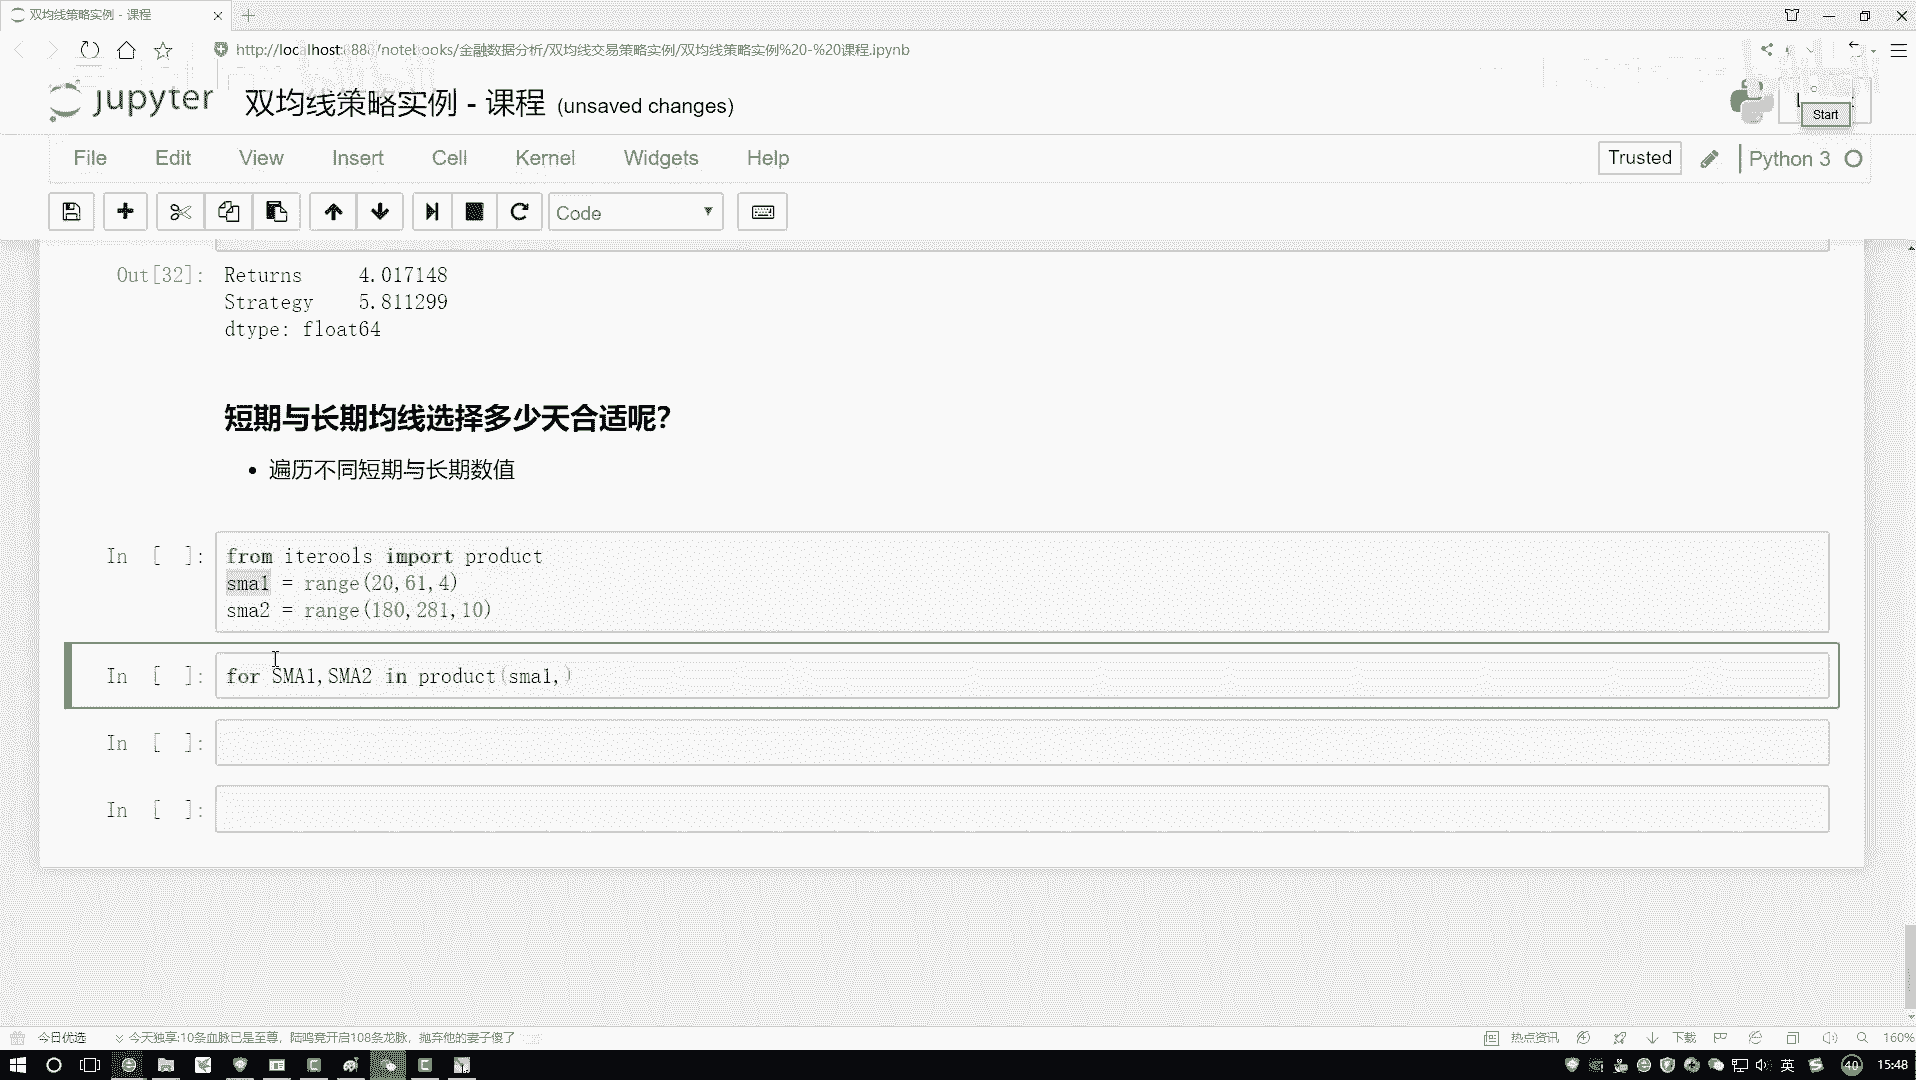 双均线策略实例 - 课程
http://localhost:888/notebooks/金融数据分析/双均线交易策略实例/双均线策略实例%20-%20课程.ipynb
jupyter 双均线策略实例 - 课程 (unsaved changes)
Start
File Edit View Insert Cell Kernel Widgets Help
Trusted Python 3
Code
Out[32]: Returns 4.017148
Strategy 5.811299
dtype: float64
短期与长期均线选择多少天合适呢?
• 遍历不同短期与长期数值
In [ ]: from iterools import product
sma1 = range(20,61,4)
sma2 = range(180,281,10)
In [ ]: for SMA1,SMA2 in product(sma1,)
In [ ]:
In [ ]:
今日优选 今天独享:10条血脉已是至尊，陆鸣竟开启108条龙脉，抛弃他的妻子傻了
热点资讯 下载 160%
英 40 15:48